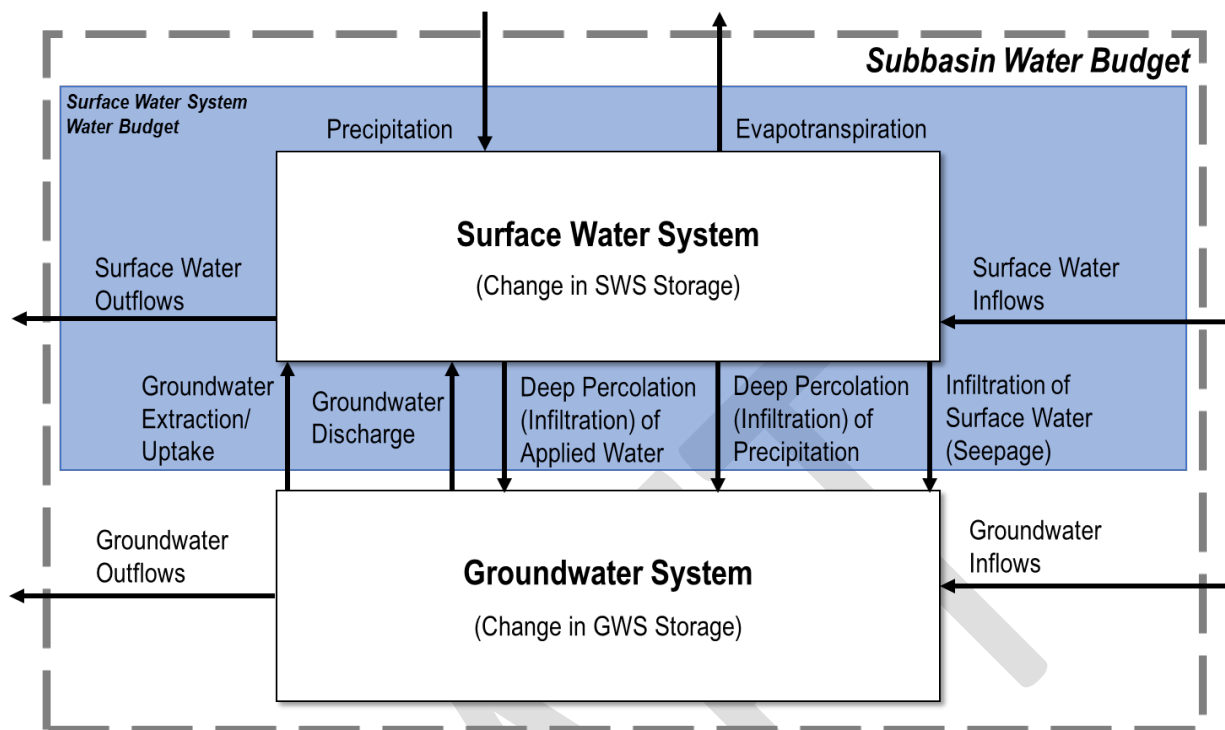 Subbasin Water Budget
Surface Water System
Water Budget
Precipitation
Evapotranspiration
Surface Water System
(Change in SWS Storage)
Surface Water
Outflows
Surface Water
Inflows
Groundwater
Extraction/
Uptake
Groundwater
Discharge
Deep Percolation
(Infiltration) of
Applied Water
Deep Percolation
(Infiltration) of
Precipitation
Infiltration of
Surface Water
(Seepage)
Groundwater
Outflows
Groundwater System
(Change in GWS Storage)
Groundwater
Inflows